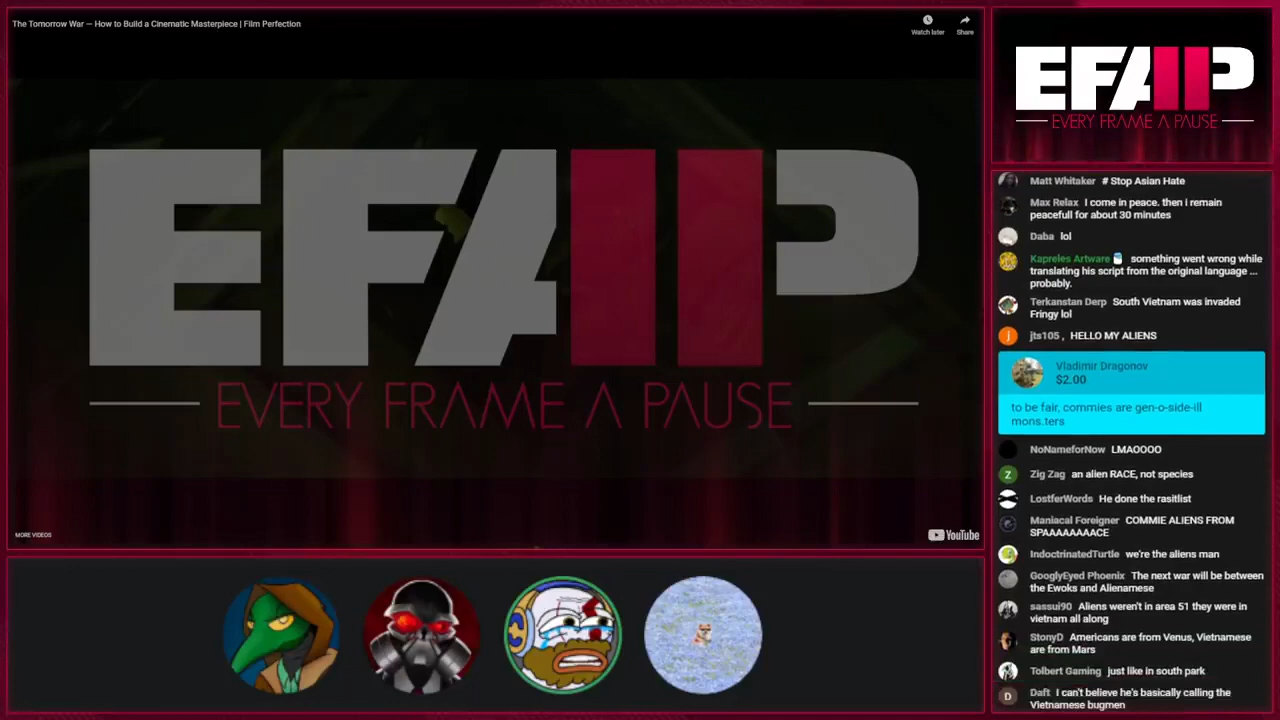 The Tomorrow War — How to Build a Cinematic Masterpiece | Film Perfection
Watch later
Share
EFAP
EVERY FRAME A PAUSE
MORE VIDEOS
YouTube
EFAP
EVERY FRAME A PAUSE
Matt Whitaker # Stop Asian Hate
Max Relax I come in peace. then i remain
peacefull for about 30 minutes
Daba lol
Kapreles Artware something went wrong while
translating his script from the original language ...
probably.
Terkanstan Derp South Vietnam was invaded
Fringy lol
jts105 , HELLO MY ALIENS
Vladimir Dragonov
$2.00
to be fair, commies are gen-o-side-ill
mons.ters
NoNameforNow LMAOOOO
Z
Zig Zag an alien RACE, not species
LostferWords He done the rasitlist
Maniacal Foreigner COMMIE ALIENS FROM
SPAAAAAAAACE
IndoctrinatedTurtle we're the aliens man
GooglyEyed Phoenix The next war will be between
the Ewoks and Alienamese
sassui90 Aliens weren't in area 51 they were in
vietnam all along
StonyD Americans are from Venus, Vietnamese
are from Mars
Tolbert Gaming just like in south park
D
Daft I can't believe he's basically calling the
Vietnamese bugmen